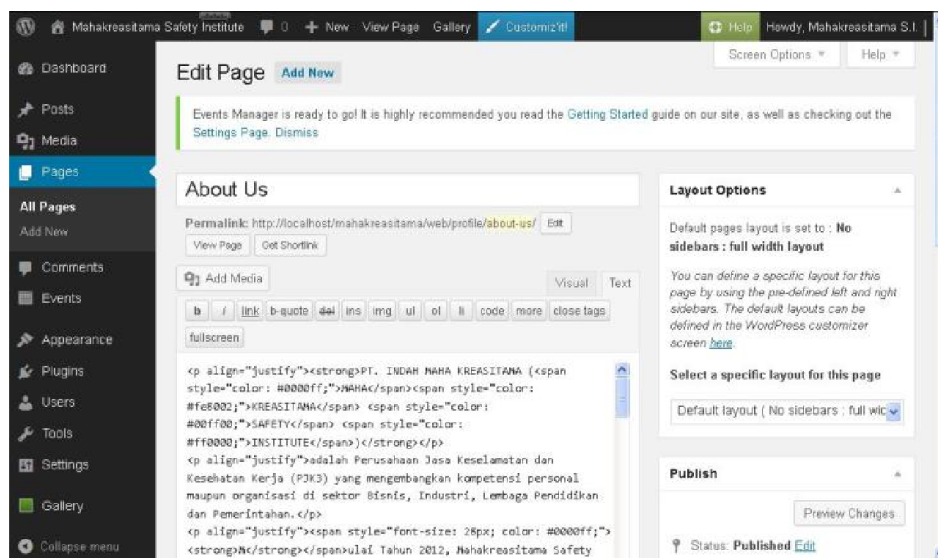 Mahakreasitama Safety Institute 0 + New View Page Gallery Customiz'it! Help Howdy, Mahakreasitama S.I.
Screen Options Help
Dashboard
Posts
Media
Pages
All Pages
Add New
Comments
Events
Appearance
Plugins
Users
Tools
Settings
Gallery
Collapse menu
Edit Page Add New
Events Manager is ready to go! It is highly recommended you read the Getting Started guide on our site, as well as checking out the
Settings Page. Dismiss
About Us
Permalink: http://localhost/mahakreasitama/web/profile/about-us/ Edit
View Page Get Shortlink
Add Media
Visual Text
b i link b-quote del ins img ul ol li code more close tags
fullscreen
<p align="justify"><strong>PT. INDAH MAHA KREASITAMA (<span
style="color: #0000ff;">MAHA</span><span style="color:
#fe8002;">KREASITAMA</span> <span style="color:
#00ff00;">SAFETY</span> <span style="color:
#ff0000;">INSTITUTE</span>)</strong></p>
<p align="justify">adalah Perusahaan Jasa Keselamatan dan
Kesehatan Kerja (PJK3) yang mengembangkan kompetensi personal
maupun organisasi di sektor Bisnis, Industri, Lembaga Pendidikan
dan Pemerintahan.</p>
<p align="justify"><span style="font-size: 28px; color: #0000ff;">
<strong>M</strong></span>ulai Tahun 2012, Mahakreasitama Safety
Layout Options
Default pages layout is set to : No
sidebars : full width layout
You can define a specific layout for this
page by using the pre-defined left and right
sidebars. The default layouts can be
defined in the WordPress customizer
screen here.
Select a specific layout for this page
Default layout ( No sidebars : full wid
Publish
Preview Changes
Status: Published Edit